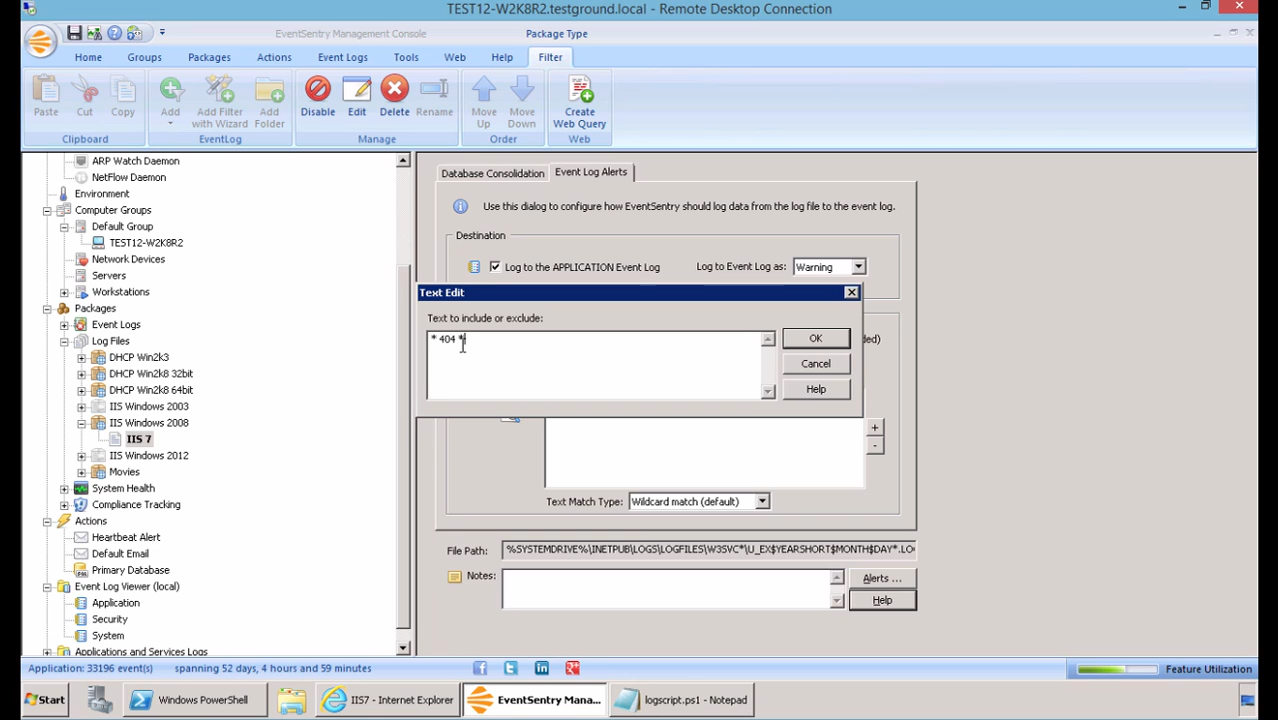 TEST12-W2K8R2.testground.local - Remote Desktop Connection
EventSentry Management Console
Package Type
Home
Groups
Packages
Actions
Event Logs
Tools
Web
Help
Filter
Paste
Cut
Copy
Add
Add Filter with Wizard
Add Folder
Disable
Edit
Delete
Rename
Move Up
Move Down
Create Web Query
Clipboard
EventLog
Manage
Order
Web
ARP Watch Daemon
NetFlow Daemon
Environment
Computer Groups
Default Group
TEST12-W2K8R2
Network Devices
Servers
Workstations
Packages
Event Logs
Log Files
DHCP Win2k3
DHCP Win2k8 32bit
DHCP Win2k8 64bit
IIS Windows 2003
IIS Windows 2008
IIS 7
IIS Windows 2012
Movies
System Health
Compliance Tracking
Actions
Heartbeat Alert
Default Email
Primary Database
Event Log Viewer (local)
Application
Security
System
Applications and Services Logs
Database Consolidation
Event Log Alerts
Use this dialog to configure how EventSentry should log data from the log file to the event log.
Destination
Log to the APPLICATION Event Log
Log to Event Log as:
Warning
Text Edit
Text to include or exclude:
* 404 *
OK
Cancel
Help
ded)
+
-
Text Match Type:
Wildcard match (default)
File Path:
%SYSTEMDRIVE%\INETPUB\LOGS\LOGFILES\W3SVC*\U_EX$YEARSHORT$MONTH$DAY*.LO
Notes:
Alerts ...
Help
Application: 33196 event(s)
spanning 52 days, 4 hours and 59 minutes
Feature Utilization
Start
Windows PowerShell
IIS7 - Internet Explorer
EventSentry Mana...
logscript.ps1 - Notepad